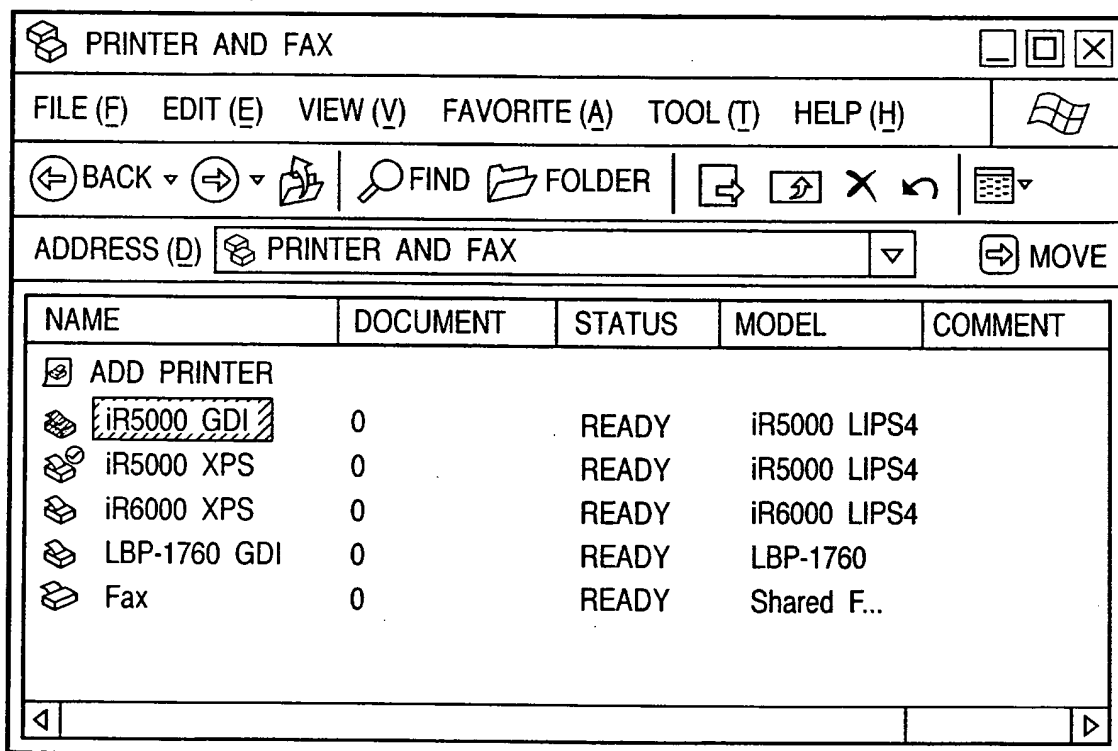 PRINTER AND FAX
FILE (F) EDIT (E) VIEW (V) FAVORITE (A) TOOL (T) HELP (H)
BACK FIND FOLDER
ADDRESS (D) PRINTER AND FAX MOVE
NAME DOCUMENT STATUS MODEL COMMENT
ADD PRINTER
iR5000 GDI 0 READY iR5000 LIPS4
iR5000 XPS 0 READY iR5000 LIPS4
iR6000 XPS 0 READY iR6000 LIPS4
LBP-1760 GDI 0 READY LBP-1760
Fax 0 READY Shared F...